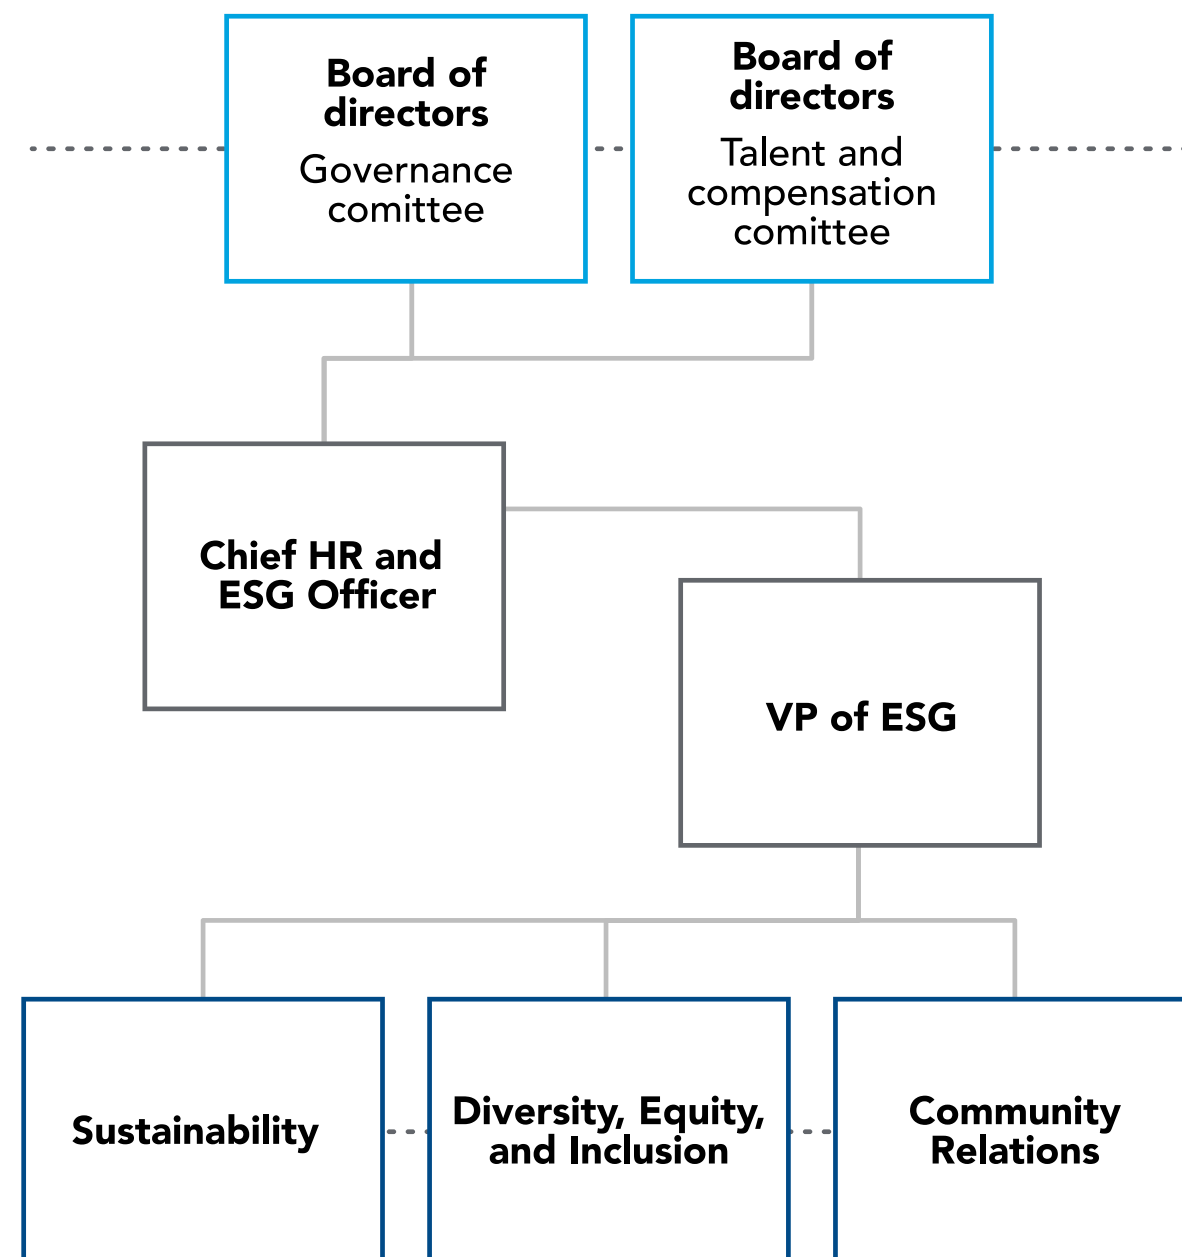 Board of
directors
Governance
comittee
Board of
directors
Talent and
compensation
comittee
Chief HR and
ESG Officer
VP of ESG
Sustainability
Diversity, Equity,
and Inclusion
Community
Relations